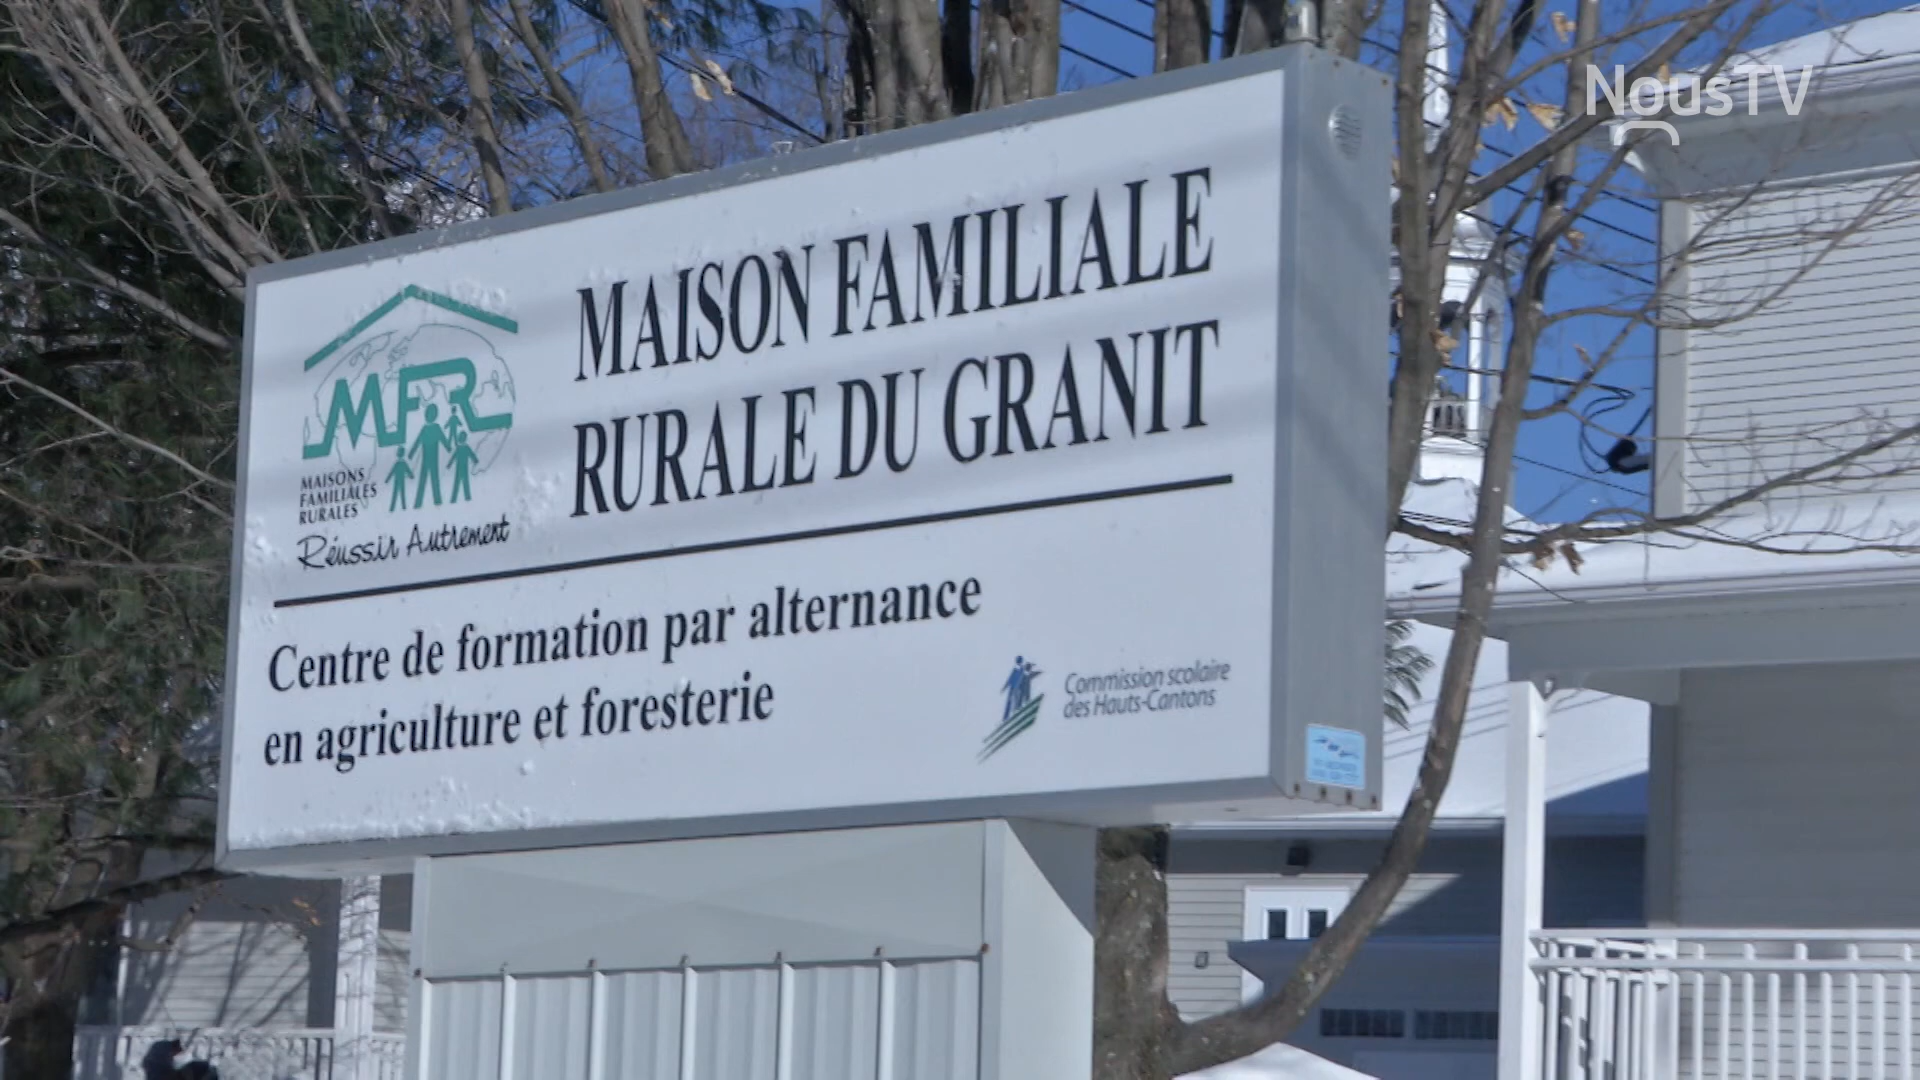 NousTV
MAISON FAMILIALE
RURALE DU GRANIT
MFR
MAISONS
FAMILIALES
RURALES
Réussir Autrement
Centre de formation par alternance
en agriculture et foresterie
Commission scolaire
des Hauts-Cantons